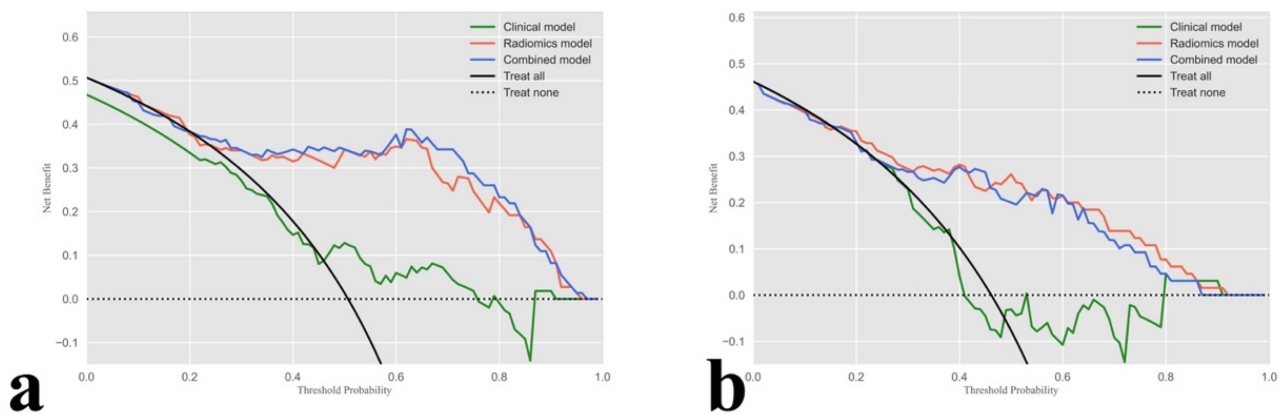 Clinical model
Radiomics model
Combined model
Treat all
Treat none
0.6
0.5
0.4
0.3
0.2
0.1
0.0
−0.1
Net Benefit
0.0 0.2 0.4 0.6 0.8 1.0
Threshold Probability
a
Clinical model
Radiomics model
Combined model
Treat all
Treat none
0.6
0.5
0.4
0.3
0.2
0.1
0.0
−0.1
Net Benefit
0.0 0.2 0.4 0.6 0.8 1.0
Threshold Probability
b